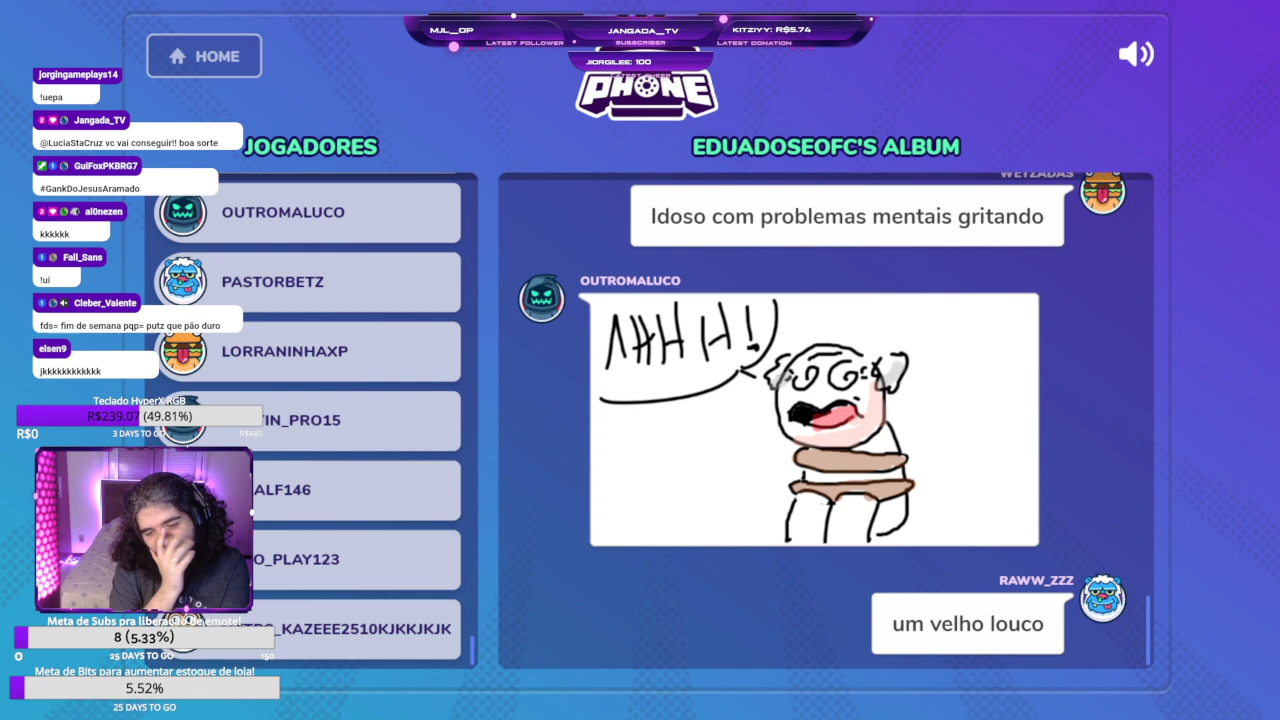 MJL_OP
LATEST FOLLOWER
JANGADA_TV
SUBSCRIBER
KITZIYY: R$5.74
LATEST DONATION
JIORGILEE: 100
PHONE
HOME
jorgingameplays14
!uepa
Jangada_TV
@LuciaStaCruz vc vai conseguir!! boa sorte
GuiFoxPKBRG7
#GankDoJesusAramado
al0nezen
kkkkkk
Fall_Sans
!ui
Cleber_Valente
fds= fim de semana pqp= putz que pão duro
elsen9
jkkkkkkkkkkkk
Teclado HyperX RGB
R$239.07 (49.81%)
R$0
3 DAYS TO GO
R$480
Meta de Subs pra liberação de emote!
8 (5.33%)
0
25 DAYS TO GO
150
Meta de Bits para aumentar estoque de lola!
5.52%
25 DAYS TO GO
JOGADORES
OUTROMALUCO
PASTORBETZ
LORRANINHAXP
TIN_PRO15
ALF146
O_PLAY123
_KAZEEE2510KJKKJKJK
EDUADOSEOFC'S ALBUM
WEYZADAS
Idoso com problemas mentais gritando
OUTROMALUCO
AHH H!
RAWW_ZZZ
um velho louco